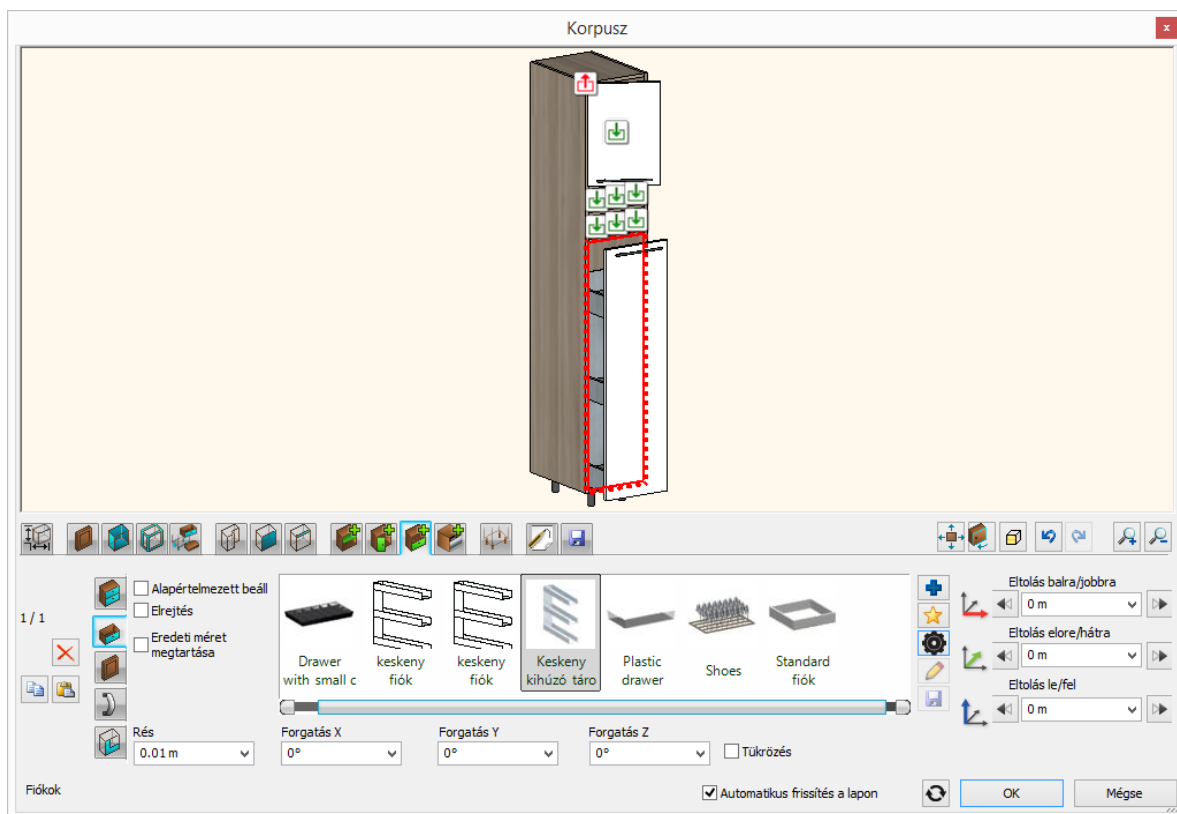 Korpusz
x
1 / 1
Alapértelmezett beáll
Elrejtés
Eredeti méret
megtartása
Drawer
with small c
keskeny
fiók
keskeny
fiók
Keskeny
kihúzó táro
Plastic
drawer
Shoes
Standard
fiók
Eltolás balra/jobbra
0 m
Eltolás elore/hátra
0 m
Eltolás le/fel
0 m
Rés
0.01 m
Forgatás X
0°
Forgatás Y
0°
Forgatás Z
0°
Tükrözés
Fiókok
Automatikus frissítés a lapon
OK
Mégse